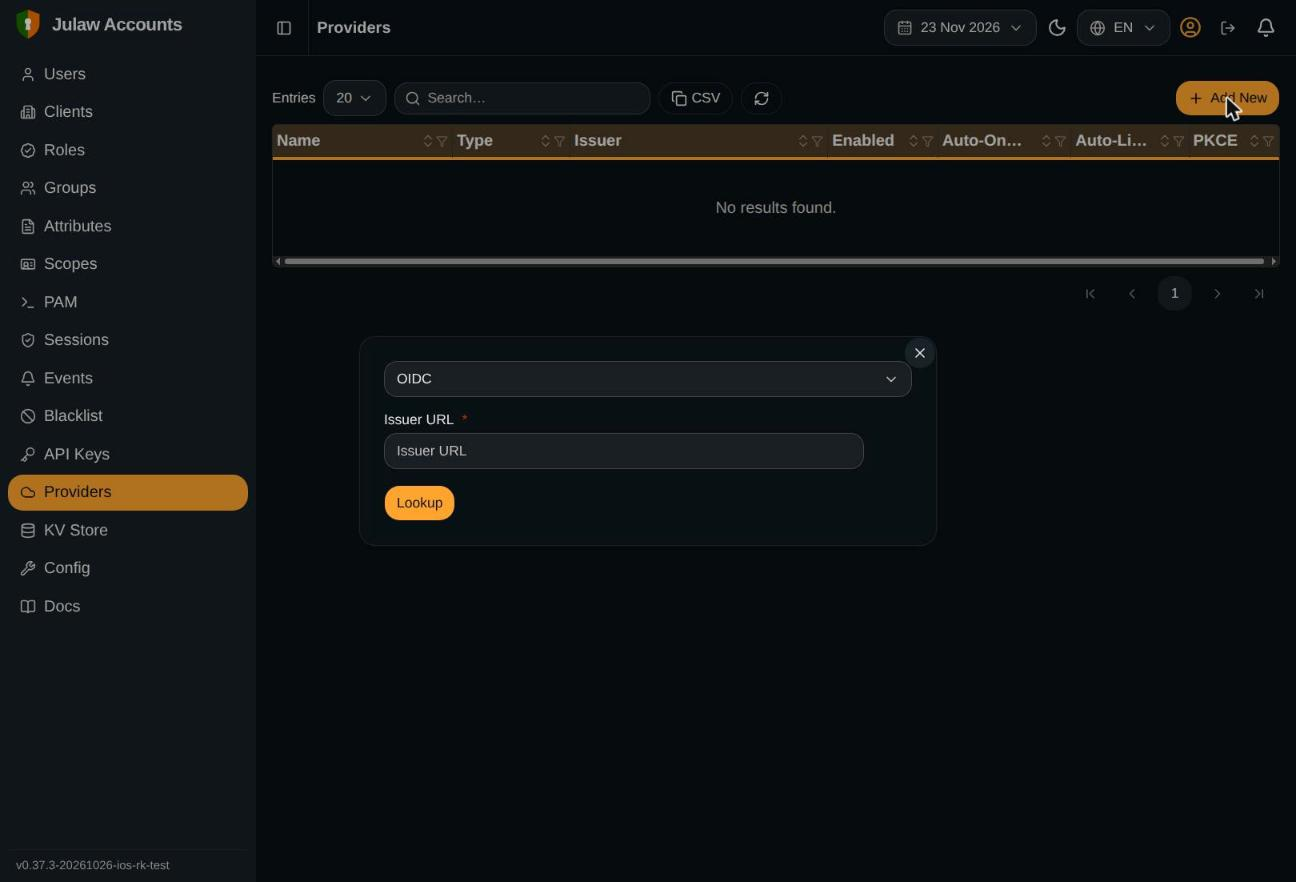 Julaw Accounts
Providers
23 Nov 2026
EN
Users
Clients
Roles
Groups
Attributes
Scopes
PAM
Sessions
Events
Blacklist
API Keys
Providers
KV Store
Config
Docs
v0.37.3-20261026-ios-rk-test
Entries 20 Search… CSV + Add New
Name Type Issuer Enabled Auto-On… Auto-Li… PKCE
No results found.
1
OIDC
Issuer URL *
Issuer URL
Lookup